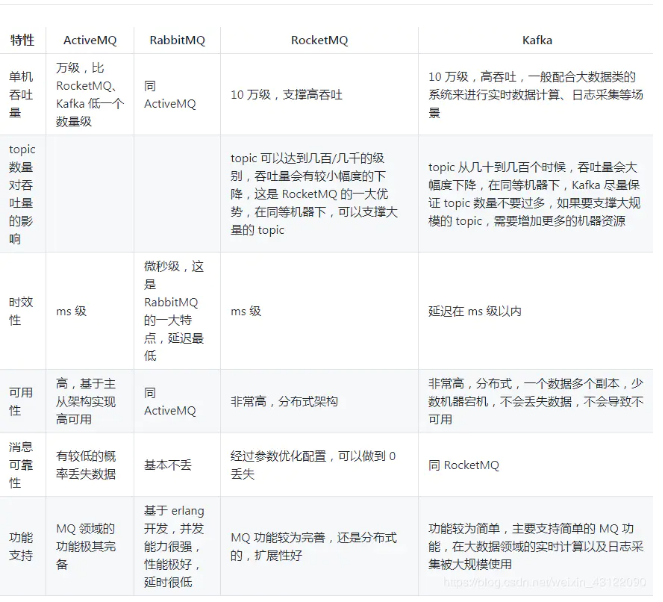 特性 ActiveMQ RabbitMQ RocketMQ Kafka
单机
吞吐
量
万级，比
RocketMQ、
Kafka 低一个
数量级
同
ActiveMQ
10 万级，支撑高吞吐
10 万级，高吞吐，一般配合大数据类的
系统来进行实时数据计算、日志采集等场
景
topic
数量
对吞
吐量
的影
响
topic 可以达到几百/几千的级
别，吞吐量会有较小幅度的下
降，这是 RocketMQ 的一大优
势，在同等机器下，可以支撑大
量的 topic
topic 从几十到几百个时候，吞吐量会大
幅度下降，在同等机器下，Kafka 尽量保
证 topic 数量不要过多，如果要支撑大规
模的 topic，需要增加更多的机器资源
时效
性
ms 级
微秒级，这
是
RabbitMQ
的一大特
点，延迟最
低
ms 级
延迟在 ms 级以内
可用
性
高，基于主
从架构实现
高可用
同
ActiveMQ
非常高，分布式架构
非常高，分布式，一个数据多个副本，少
数机器宕机，不会丢失数据，不会导致不
可用
消息
可靠
性
有较低的概
率丢失数据
基本不丢
经过参数优化配置，可以做到 0
丢失
同 RocketMQ
功能
支持
MQ 领域的
功能极其完
备
基于 erlang
开发，并发
能力很强，
性能极好，
延时很低
MQ 功能较为完善，还是分布式
的，扩展性好
功能较为简单，主要支持简单的 MQ 功
能，在大数据领域的实时计算以及日志采
集被大规模使用
https://blog.csdn.net/weixin_43122090